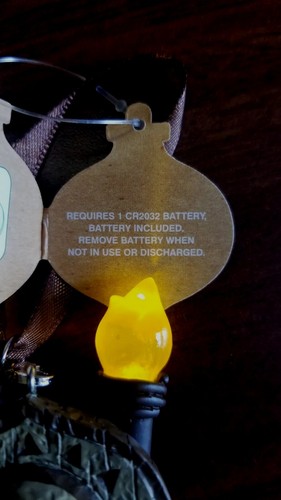 REQUIRES 1 CR2032 BATTERY,
BATTERY INCLUDED.
REMOVE BATTERY WHEN
NOT IN USE OR DISCHARGED.